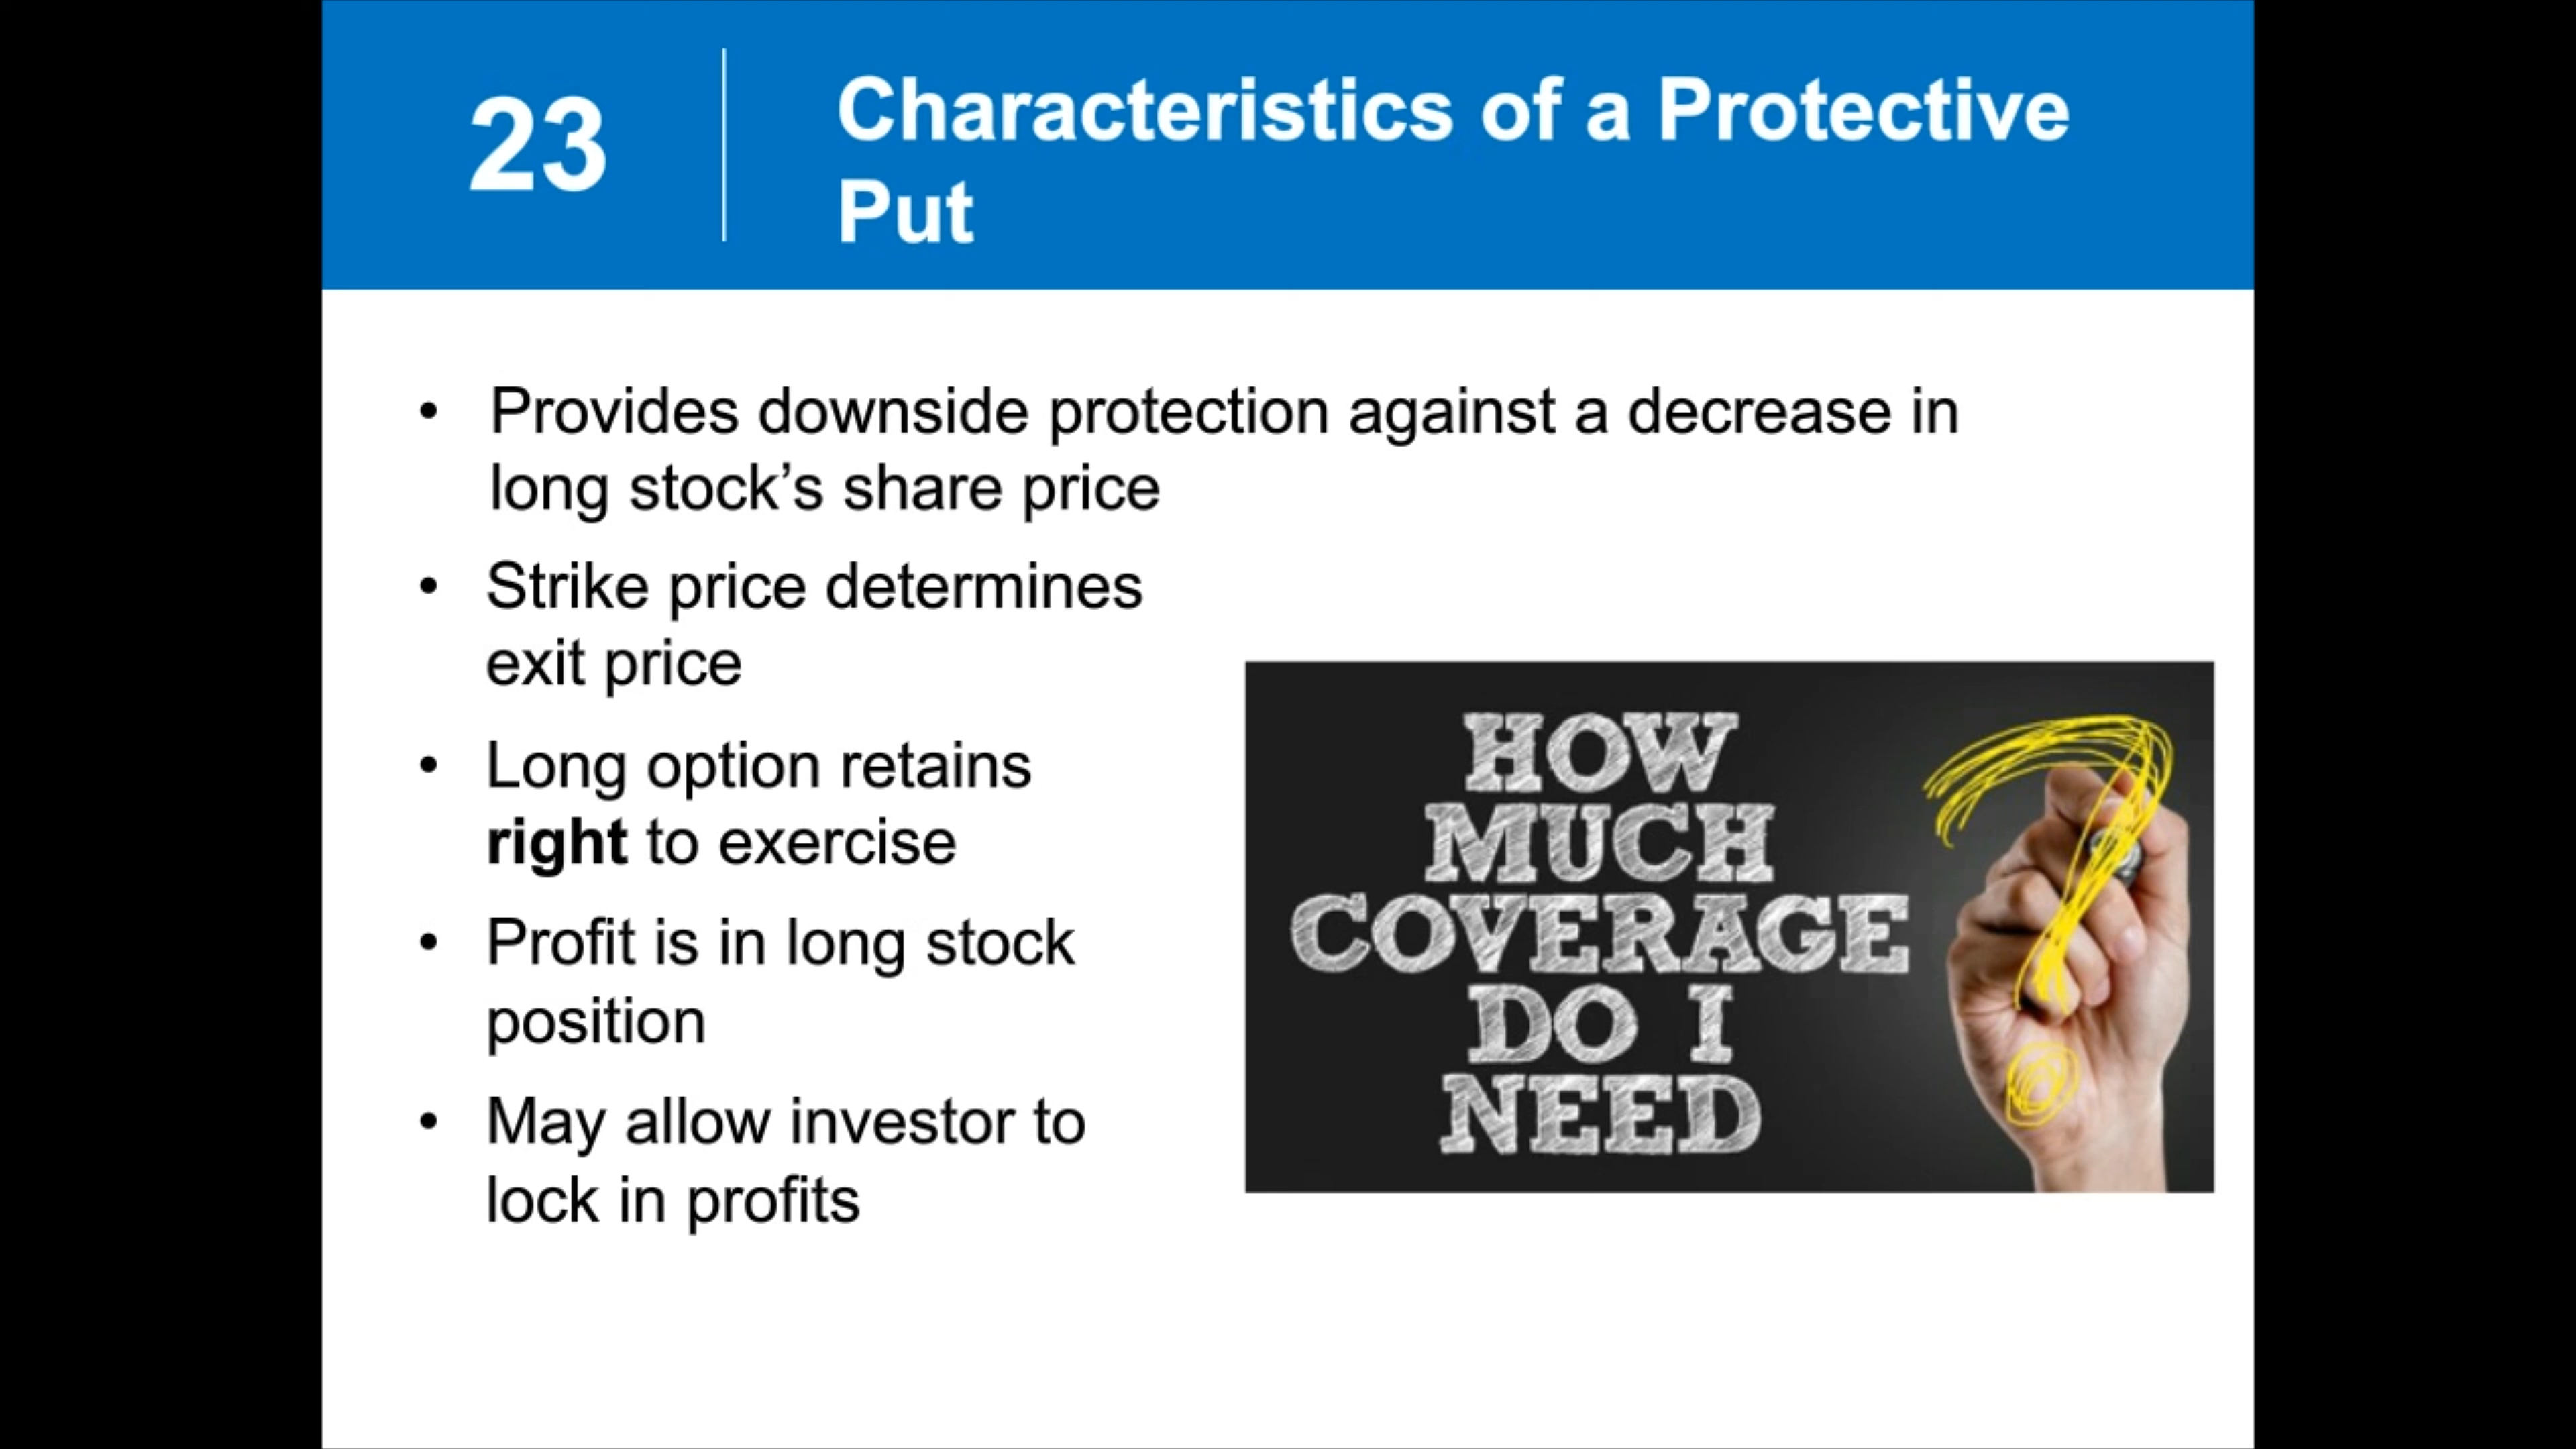 23
Characteristics of a Protective
Put
• Provides downside protection against a decrease in
long stock’s share price
• Strike price determines
exit price
• Long option retains
right to exercise
• Profit is in long stock
position
• May allow investor to
lock in profits
HOW
MUCH
COVERAGE
DO I
NEED
?